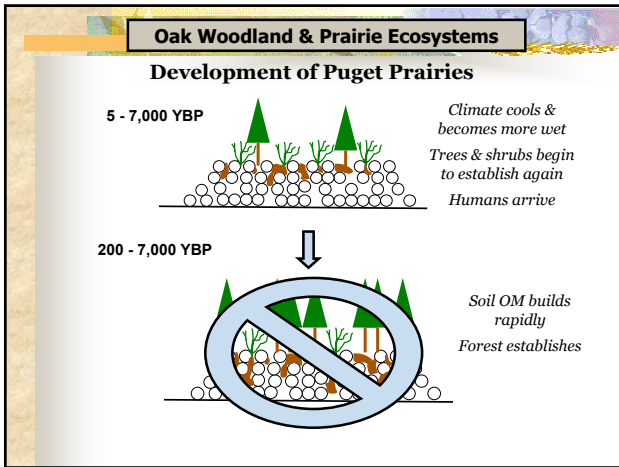 Oak Woodland & Prairie Ecosystems
Development of Puget Prairies
5 - 7,000 YBP
Climate cools &
becomes more wet
Trees & shrubs begin
to establish again
Humans arrive
200 - 7,000 YBP
Soil OM builds
rapidly
Forest establishes